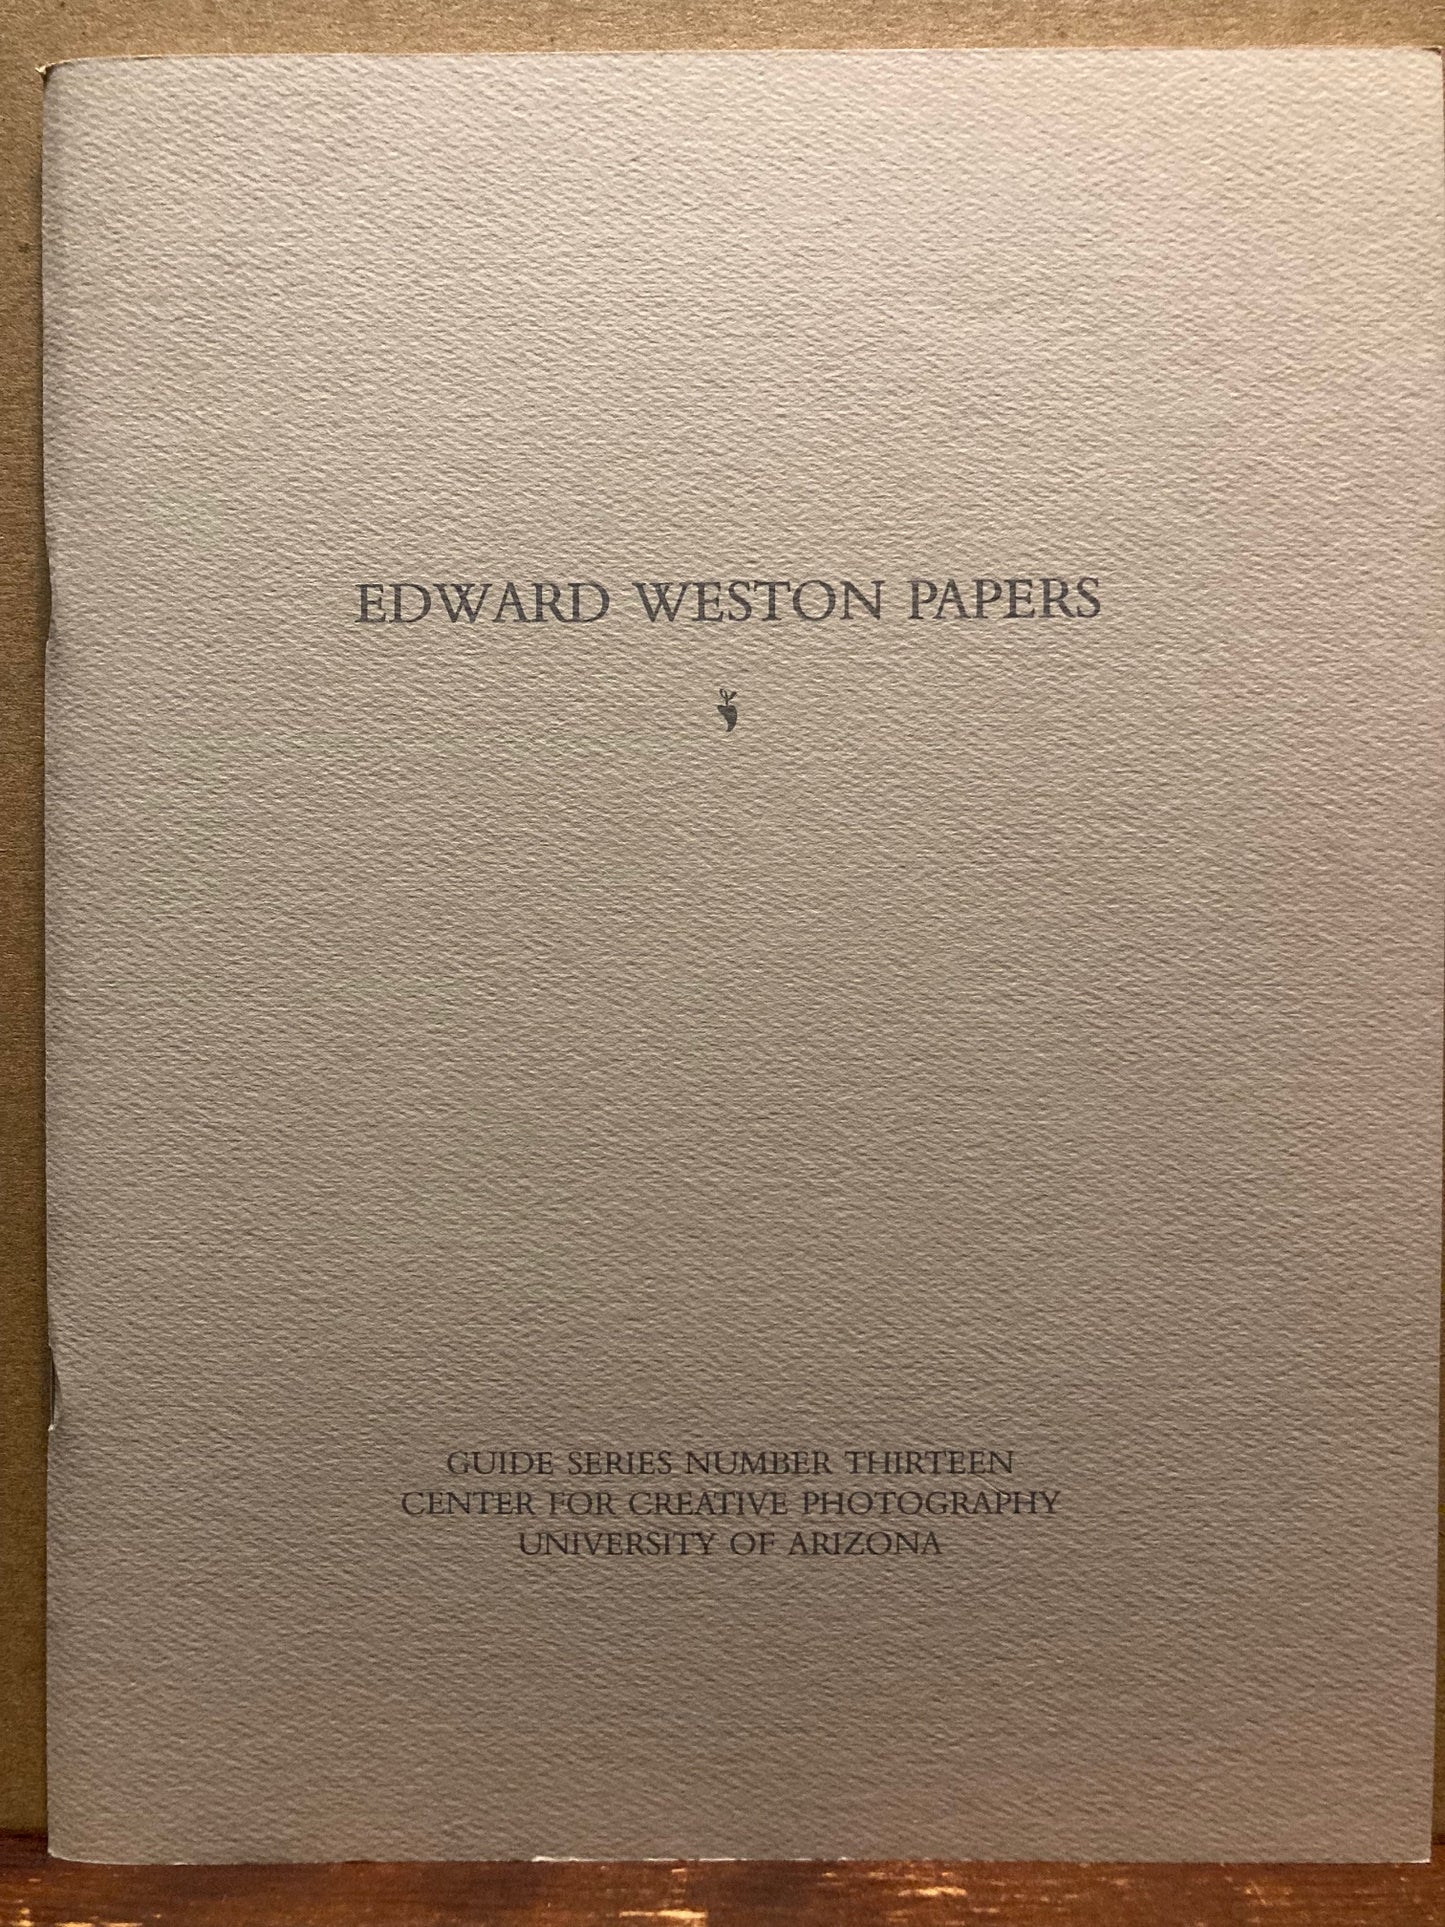 EDWARD WESTON PAPERS
GUIDE SERIES NUMBER THIRTEEN
CENTER FOR CREATIVE PHOTOGRAPHY
UNIVERSITY OF ARIZONA